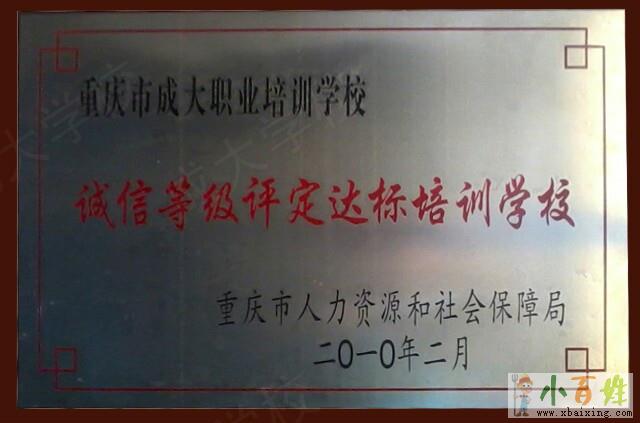 重庆市成大职业培训学校
诚信等级评定达标培训学校
重庆市人力资源和社会保障局
二〇一〇年二月
小百姓
www.xbaixing.com